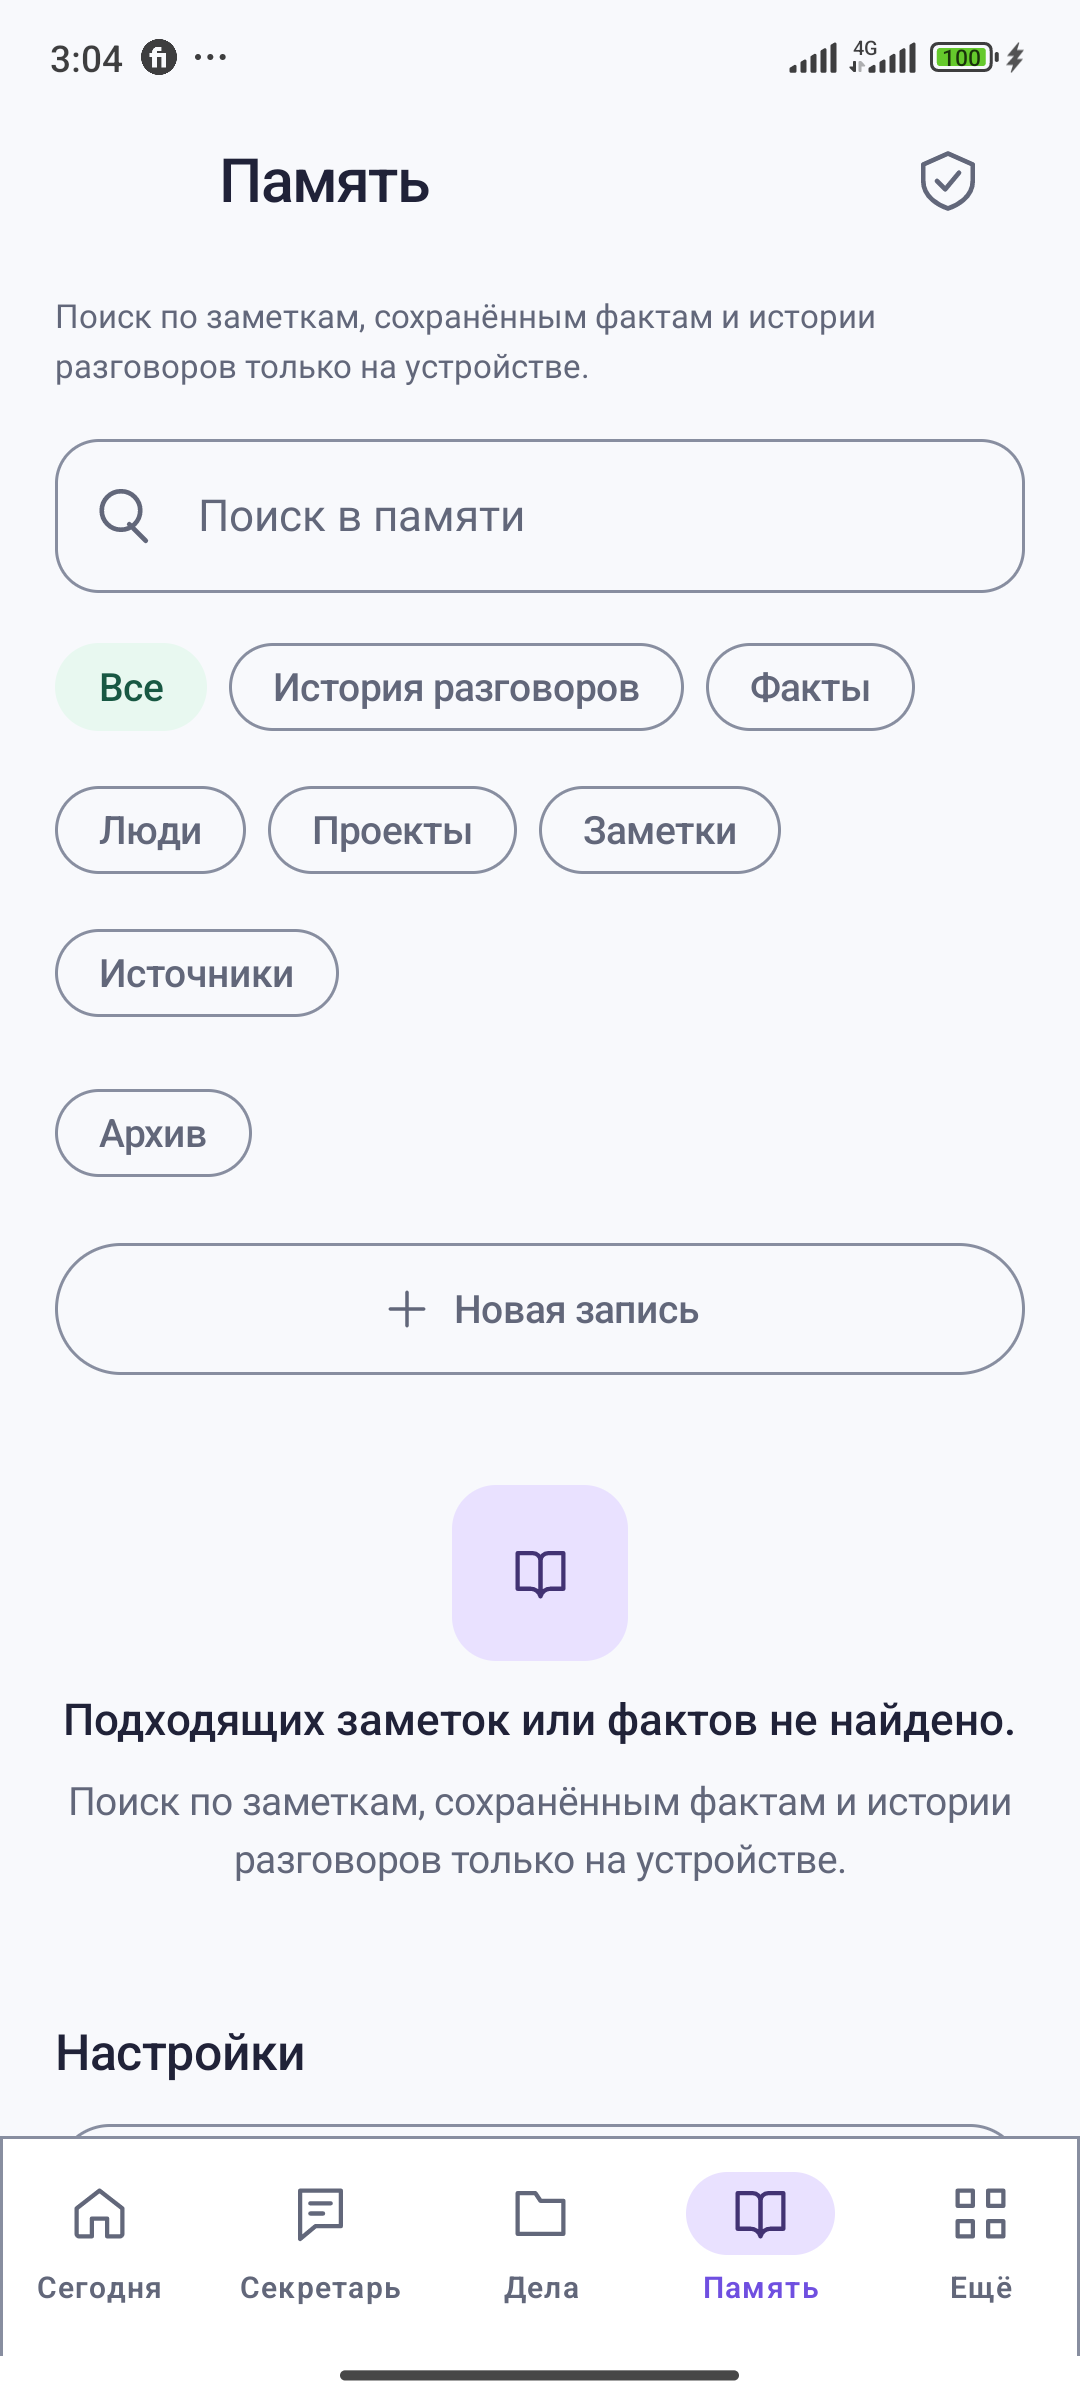 3:04 fi ...
4G 100
Память
Поиск по заметкам, сохранённым фактам и истории
разговоров только на устройстве.
Поиск в памяти
Все История разговоров Факты
Люди Проекты Заметки
Источники
Архив
Новая запись
Подходящих заметок или фактов не найдено.
Поиск по заметкам, сохранённым фактам и истории
разговоров только на устройстве.
Настройки
Сегодня Секретарь Дела Память Ещё